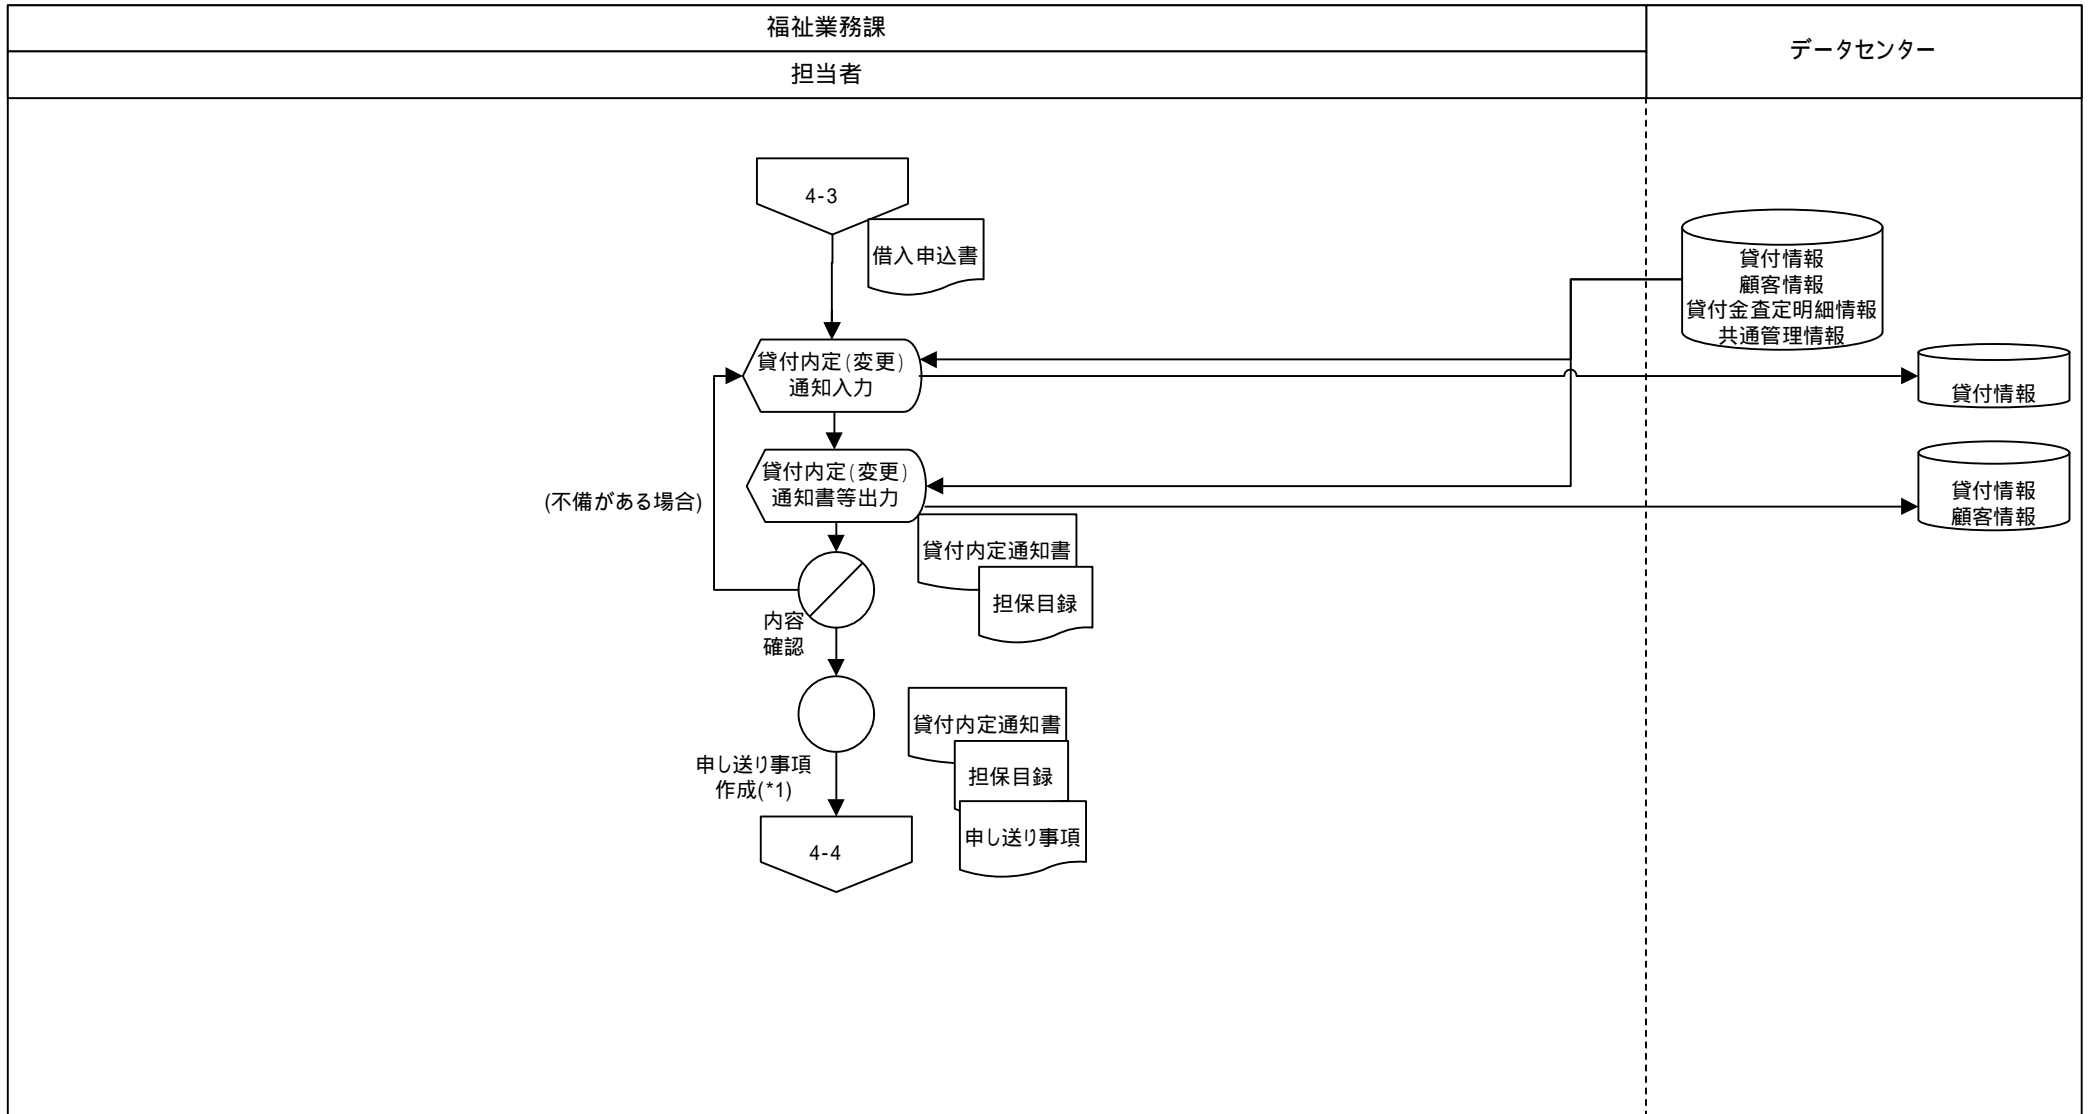 福祉業務課
データセンター
担当者
4-3
借入申込書
貸付情報
顧客情報
貸付金査定明細情報
共通管理情報
貸付内定(変更)
通知入力
貸付情報
貸付内定(変更)
通知書等出力
(不備がある場合)
貸付情報
顧客情報
貸付内定通知書
担保目録
内容
確認
貸付内定通知書
申し送り事項
作成(*1)
担保目録
申し送り事項
4-4